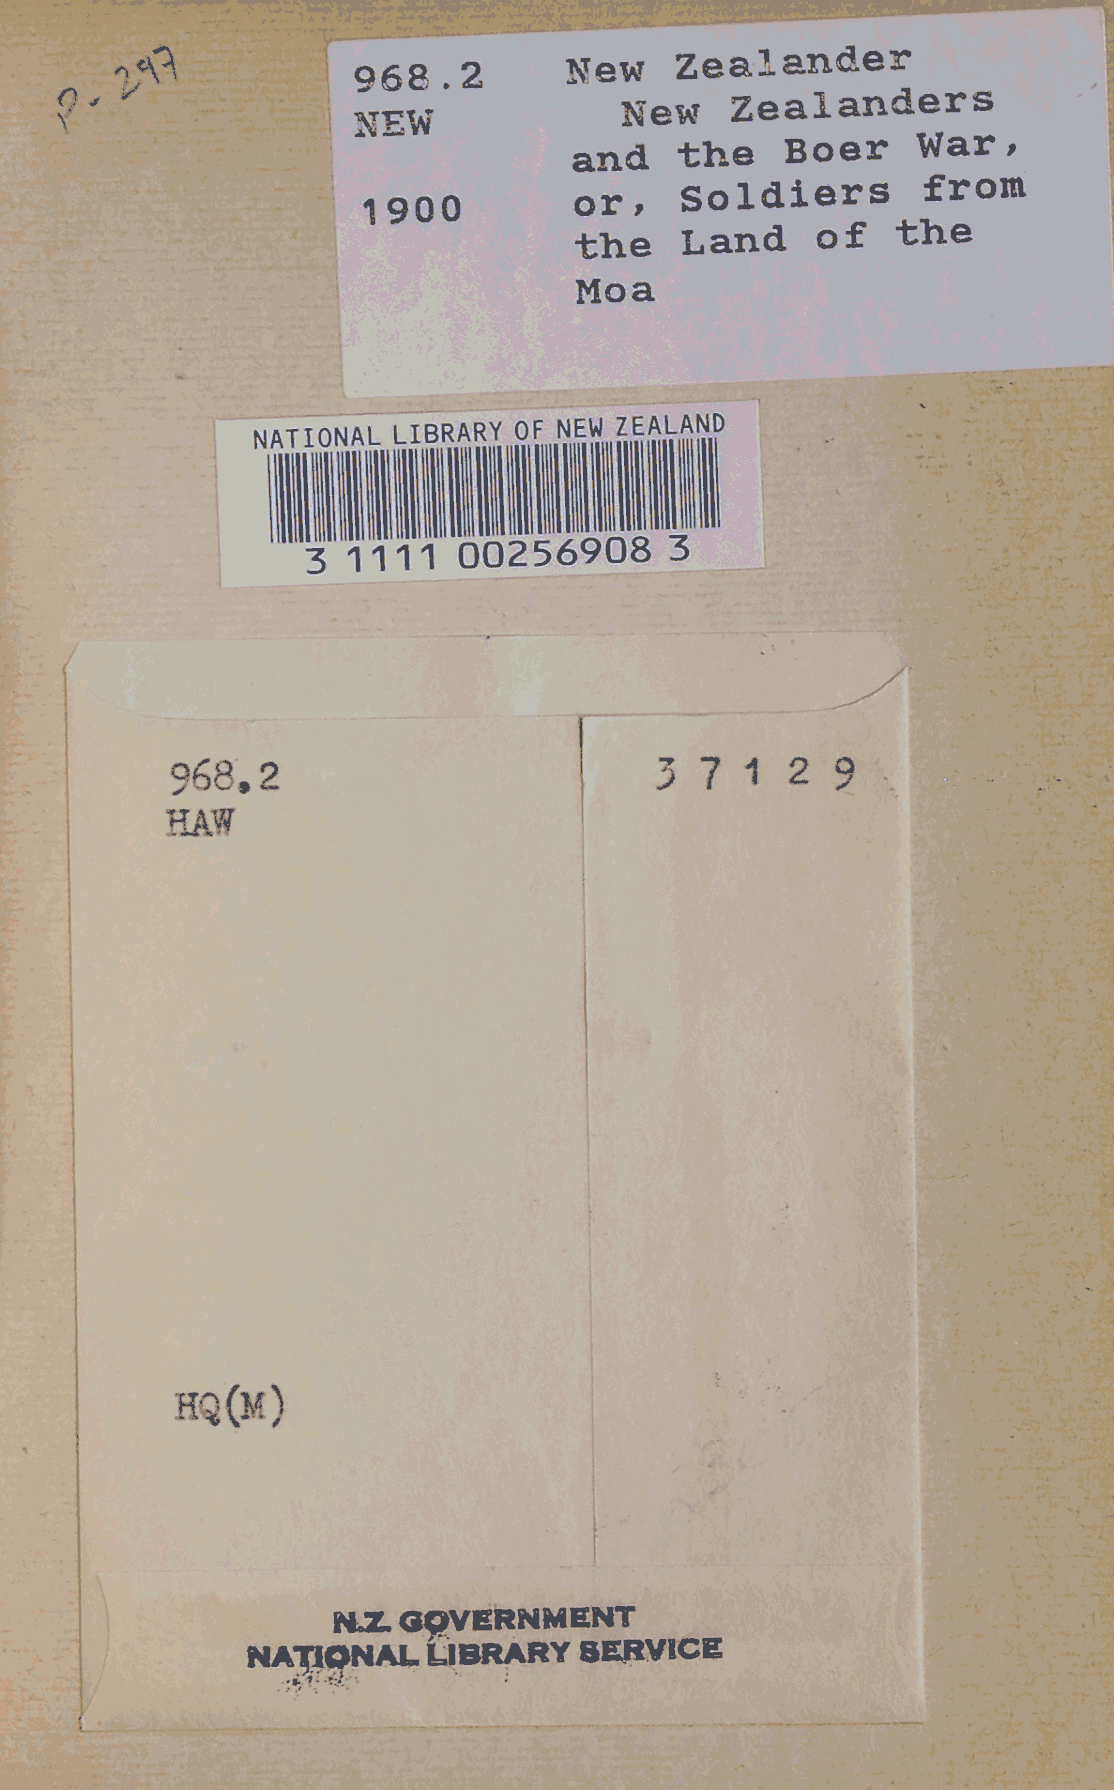 p. 297
968.2 New Zealander
NEW New Zealanders
and the Boer War,
1900 or, Soldiers from
the Land of the
Moa
NATIONAL LIBRARY OF NEW ZEALAND
3 1111 00256908 3
968.2 37129
HAW
HQ(M)
N.Z. GOVERNMENT
NATIONAL LIBRARY SERVICE